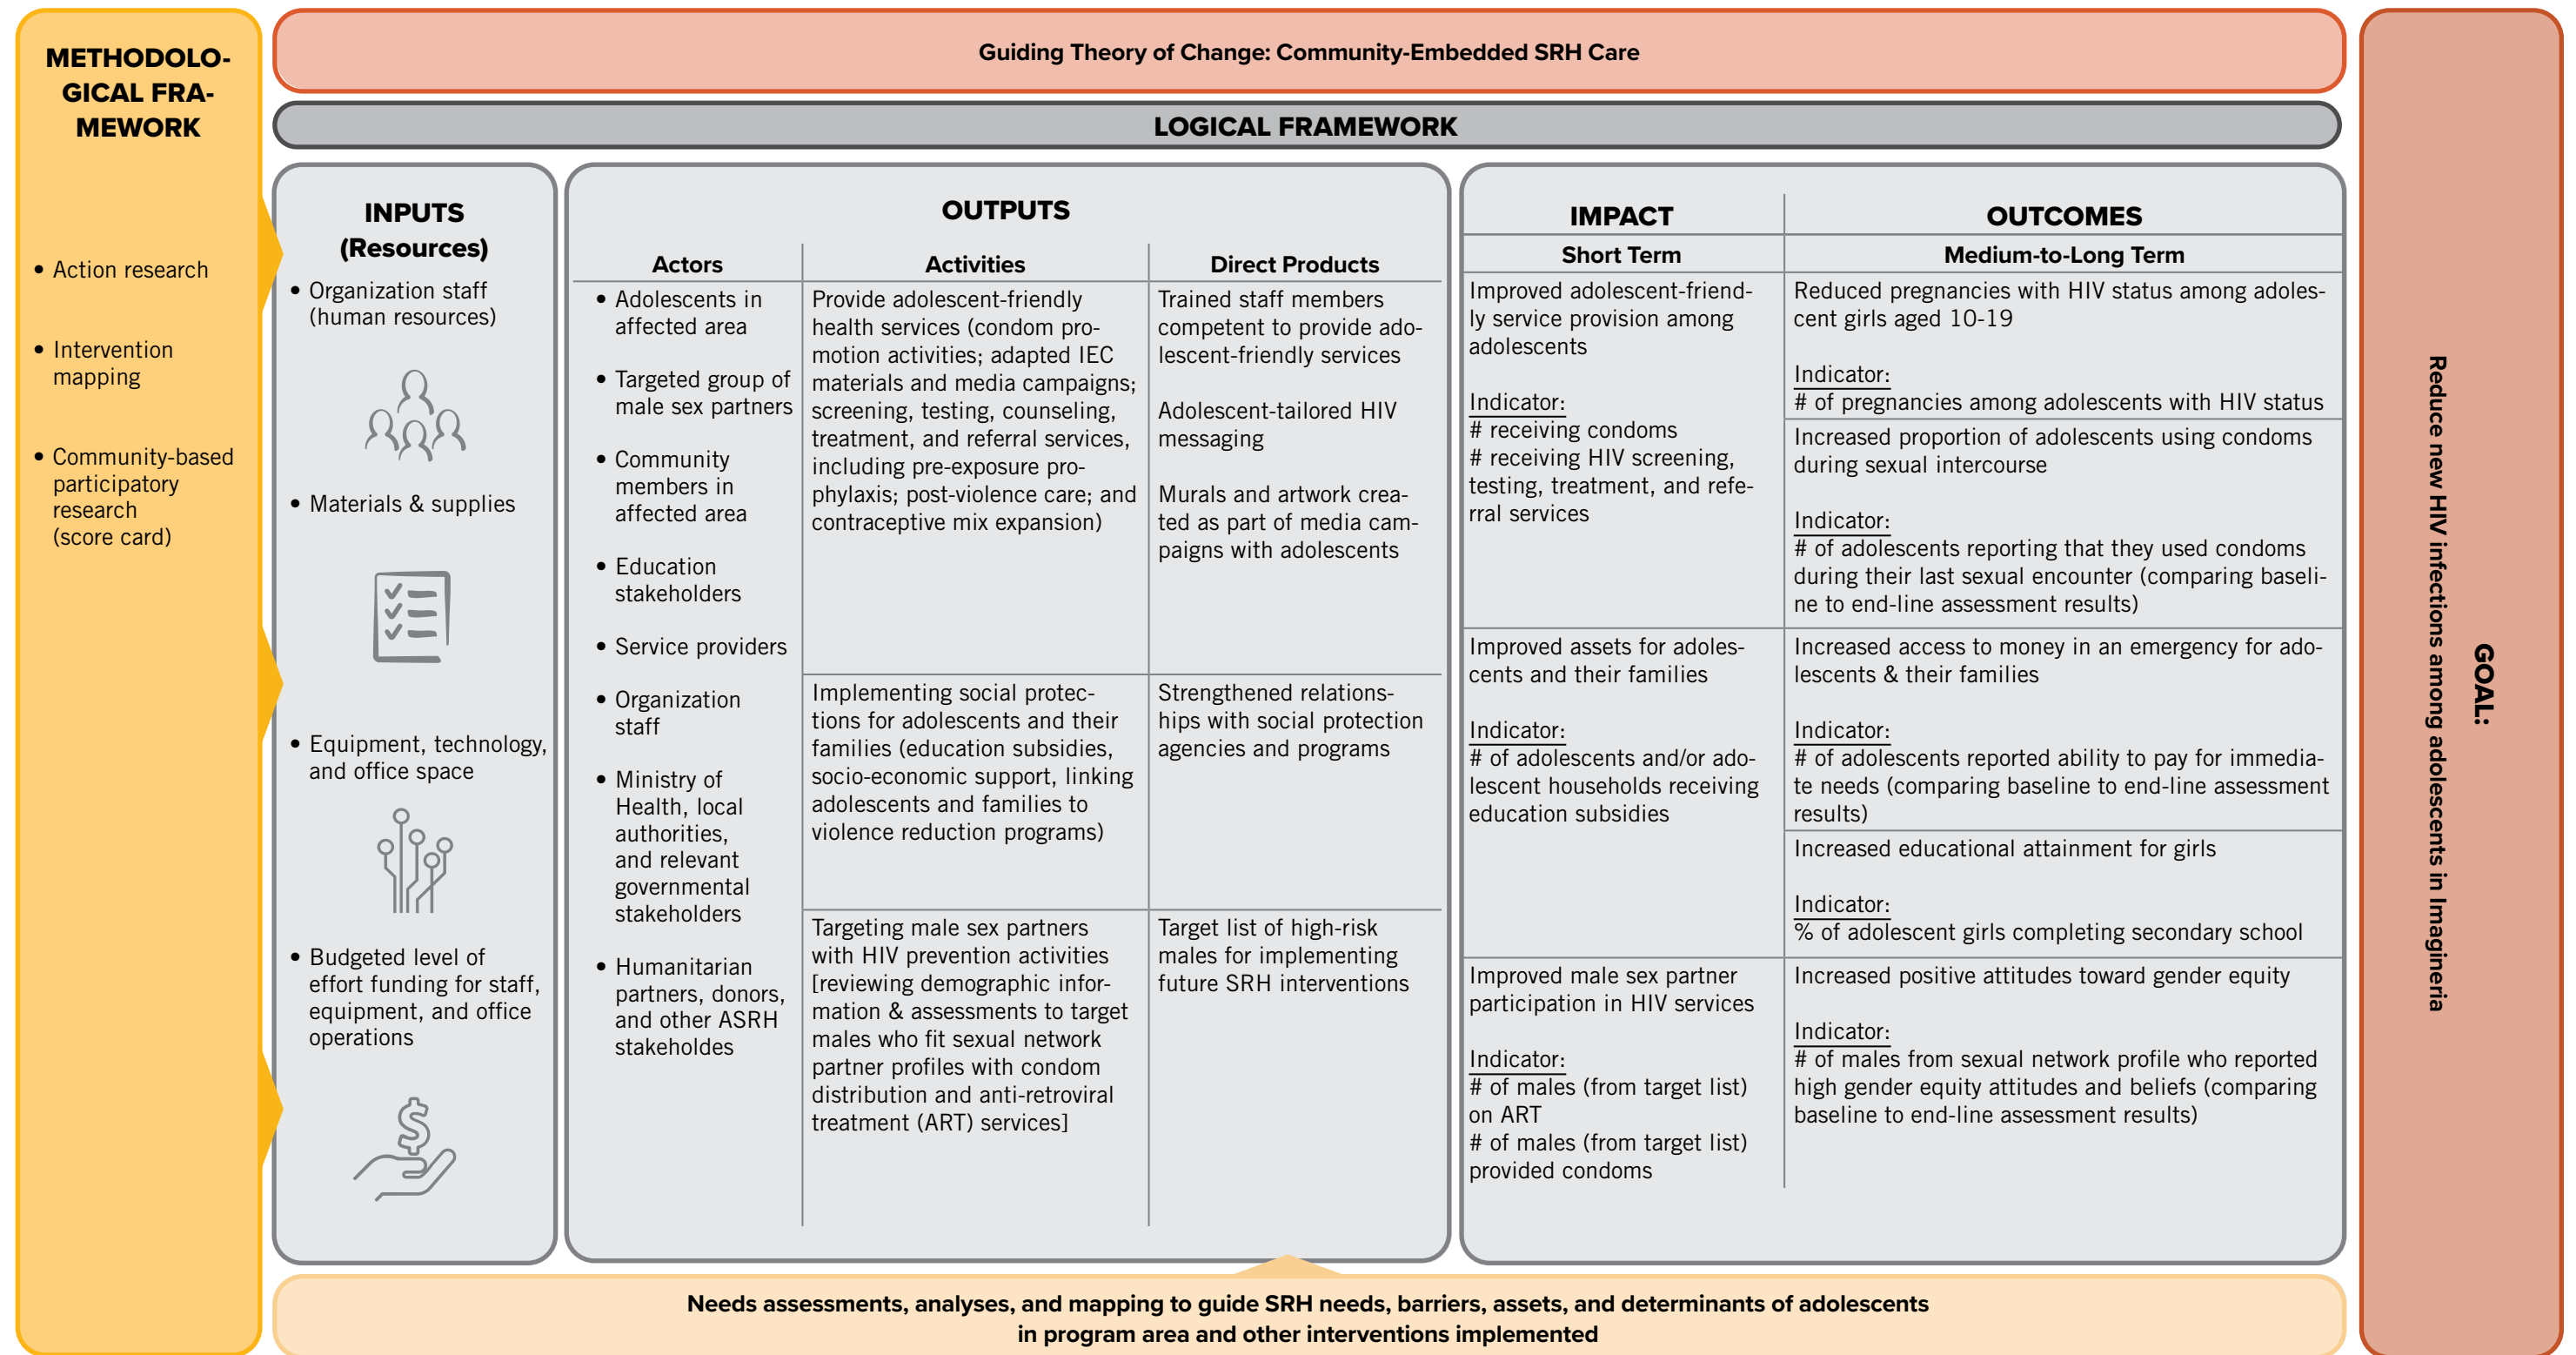 METHODOLO-
GICAL FRA-
MEWORK
• Action research
• Intervention
mapping
• Community-based
participatory
research
(score card)
Guiding Theory of Change: Community-Embedded SRH Care
LOGICAL FRAMEWORK
INPUTS
(Resources)
• Organization staff
(human resources)
• Materials & supplies
• Equipment, technology,
and office space
• Budgeted level of
effort funding for staff,
equipment, and office
operations
OUTPUTS
Actors
• Adolescents in
affected area
• Targeted group of
male sex partners
• Community
members in
affected area
• Education
stakeholders
• Service providers
• Organization
staff
• Ministry of
Health, local
authorities,
and relevant
governmental
stakeholders
• Humanitarian
partners, donors,
and other ASRH
stakeholdes
Activities
Provide adolescent-friendly
health services (condom pro-
motion activities; adapted IEC
materials and media campaigns;
screening, testing, counseling,
treatment, and referral services,
including pre-exposure pro-
phylaxis; post-violence care; and
contraceptive mix expansion)
Implementing social protec-
tions for adolescents and their
families (education subsidies,
socio-economic support, linking
adolescents and families to
violence reduction programs)
Targeting male sex partners
with HIV prevention activities
[reviewing demographic infor-
mation & assessments to target
males who fit sexual network
partner profiles with condom
distribution and anti-retroviral
treatment (ART) services]
Direct Products
Trained staff members
competent to provide ado-
lescent-friendly services
Adolescent-tailored HIV
messaging
Murals and artwork crea-
ted as part of media cam-
paigns with adolescents
Strengthened relations-
hips with social protection
agencies and programs
Target list of high-risk
males for implementing
future SRH interventions
IMPACT
Short Term
Improved adolescent-friend-
ly service provision among
adolescents
Indicator:
# receiving condoms
# receiving HIV screening,
testing, treatment, and refe-
rral services
Improved assets for adoles-
cents and their families
Indicator:
# of adolescents and/or ado-
lescent households receiving
education subsidies
Improved male sex partner
participation in HIV services
Indicator:
# of males (from target list)
on ART
# of males (from target list)
provided condoms
OUTCOMES
Medium-to-Long Term
Reduced pregnancies with HIV status among adoles-
cent girls aged 10-19
Indicator:
# of pregnancies among adolescents with HIV status
Increased proportion of adolescents using condoms
during sexual intercourse
Indicator:
# of adolescents reporting that they used condoms
during their last sexual encounter (comparing baseli-
ne to end-line assessment results)
Increased access to money in an emergency for ado-
lescents & their families
Indicator:
# of adolescents reported ability to pay for immedia-
te needs (comparing baseline to end-line assessment
results)
Increased educational attainment for girls
Indicator:
% of adolescent girls completing secondary school
Increased positive attitudes toward gender equity
Indicator:
# of males from sexual network profile who reported
high gender equity attitudes and beliefs (comparing
baseline to end-line assessment results)
GOAL:
Reduce new HIV infections among adolescents in Imagineria
Needs assessments, analyses, and mapping to guide SRH needs, barriers, assets, and determinants of adolescents
in program area and other interventions implemented